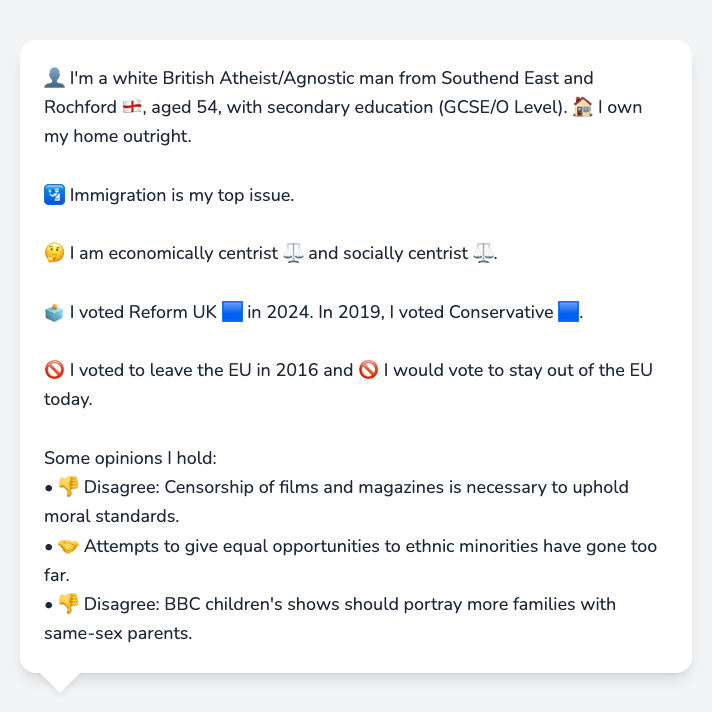 👤 I'm a white British Atheist/Agnostic man from Southend East and
Rochford 🏴󠁧󠁢󠁥󠁮󠁧󠁿, aged 54, with secondary education (GCSE/O Level). 🏠 I own
my home outright.
🛂 Immigration is my top issue.
🤔 I am economically centrist ⚖️ and socially centrist ⚖️.
🗳️ I voted Reform UK 🟦 in 2024. In 2019, I voted Conservative 🟦.
🚫 I voted to leave the EU in 2016 and 🚫 I would vote to stay out of the EU
today.
Some opinions I hold:
• 👎 Disagree: Censorship of films and magazines is necessary to uphold
moral standards.
• 🤝 Attempts to give equal opportunities to ethnic minorities have gone too
far.
• 👎 Disagree: BBC children's shows should portray more families with
same-sex parents.